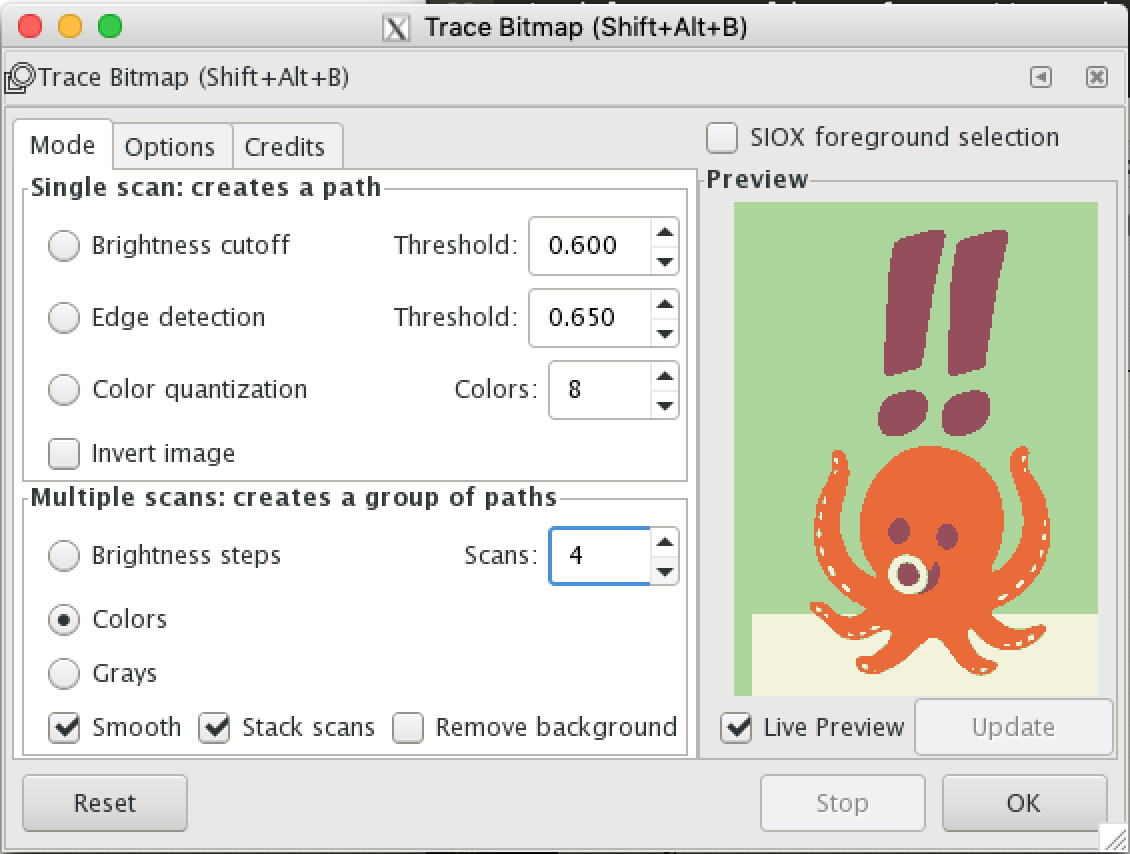 Trace Bitmap (Shift+Alt+B)
Trace Bitmap (Shift+Alt+B)
Mode Options Credits
SIOX foreground selection
Single scan: creates a path
Preview
Brightness cutoff Threshold: 0.600
Edge detection Threshold: 0.650
Color quantization Colors: 8
Invert image
Multiple scans: creates a group of paths
Brightness steps Scans: 4
Colors
Grays
Smooth Stack scans Remove background
Live Preview Update
Reset Stop OK
!!